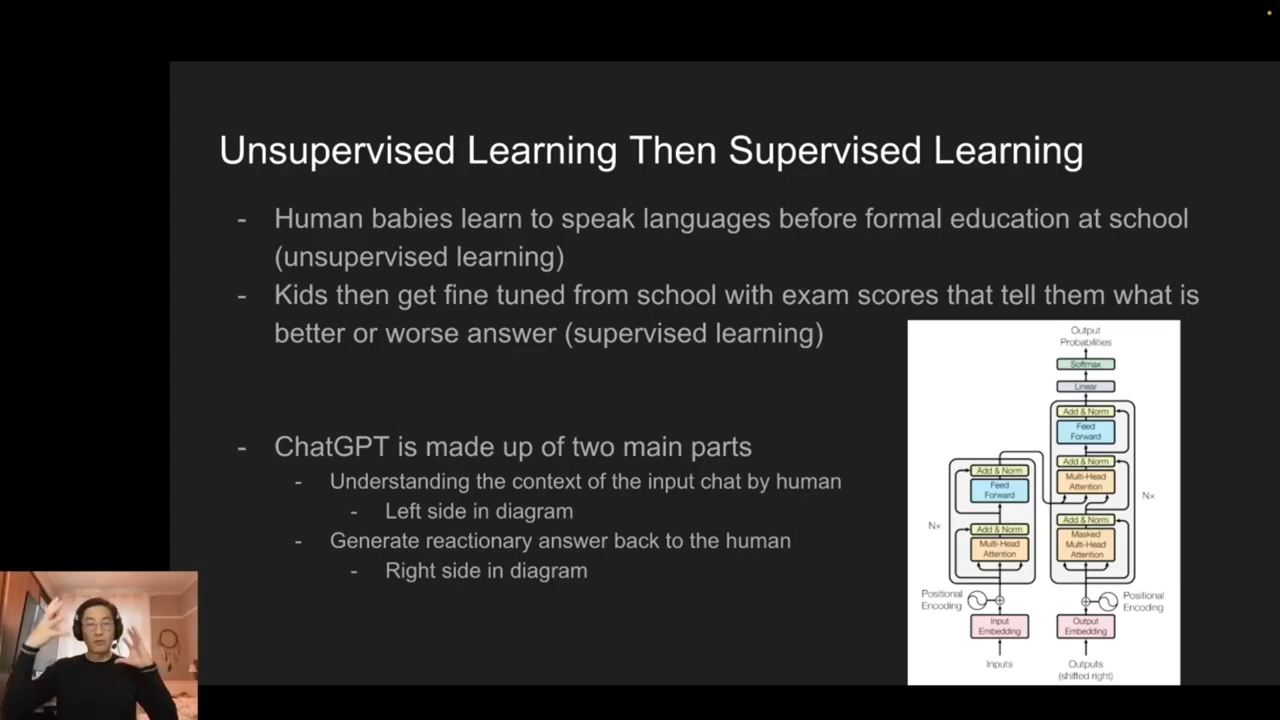 Unsupervised Learning Then Supervised Learning
- Human babies learn to speak languages before formal education at school
(unsupervised learning)
- Kids then get fine tuned from school with exam scores that tell them what is
better or worse answer (supervised learning)
- ChatGPT is made up of two main parts
- Understanding the context of the input chat by human
- Left side in diagram
- Generate reactionary answer back to the human
- Right side in diagram
Output
Probabilities
Softmax
Linear
Add & Norm
Feed
Forward
Add & Norm
Multi-Head
Attention
Add & Norm
Masked
Multi-Head
Attention
Nx
Add & Norm
Feed
Forward
Add & Norm
Multi-Head
Attention
Nx
Positional
Encoding
Positional
Encoding
Input
Embedding
Output
Embedding
Inputs
Outputs
(shifted right)